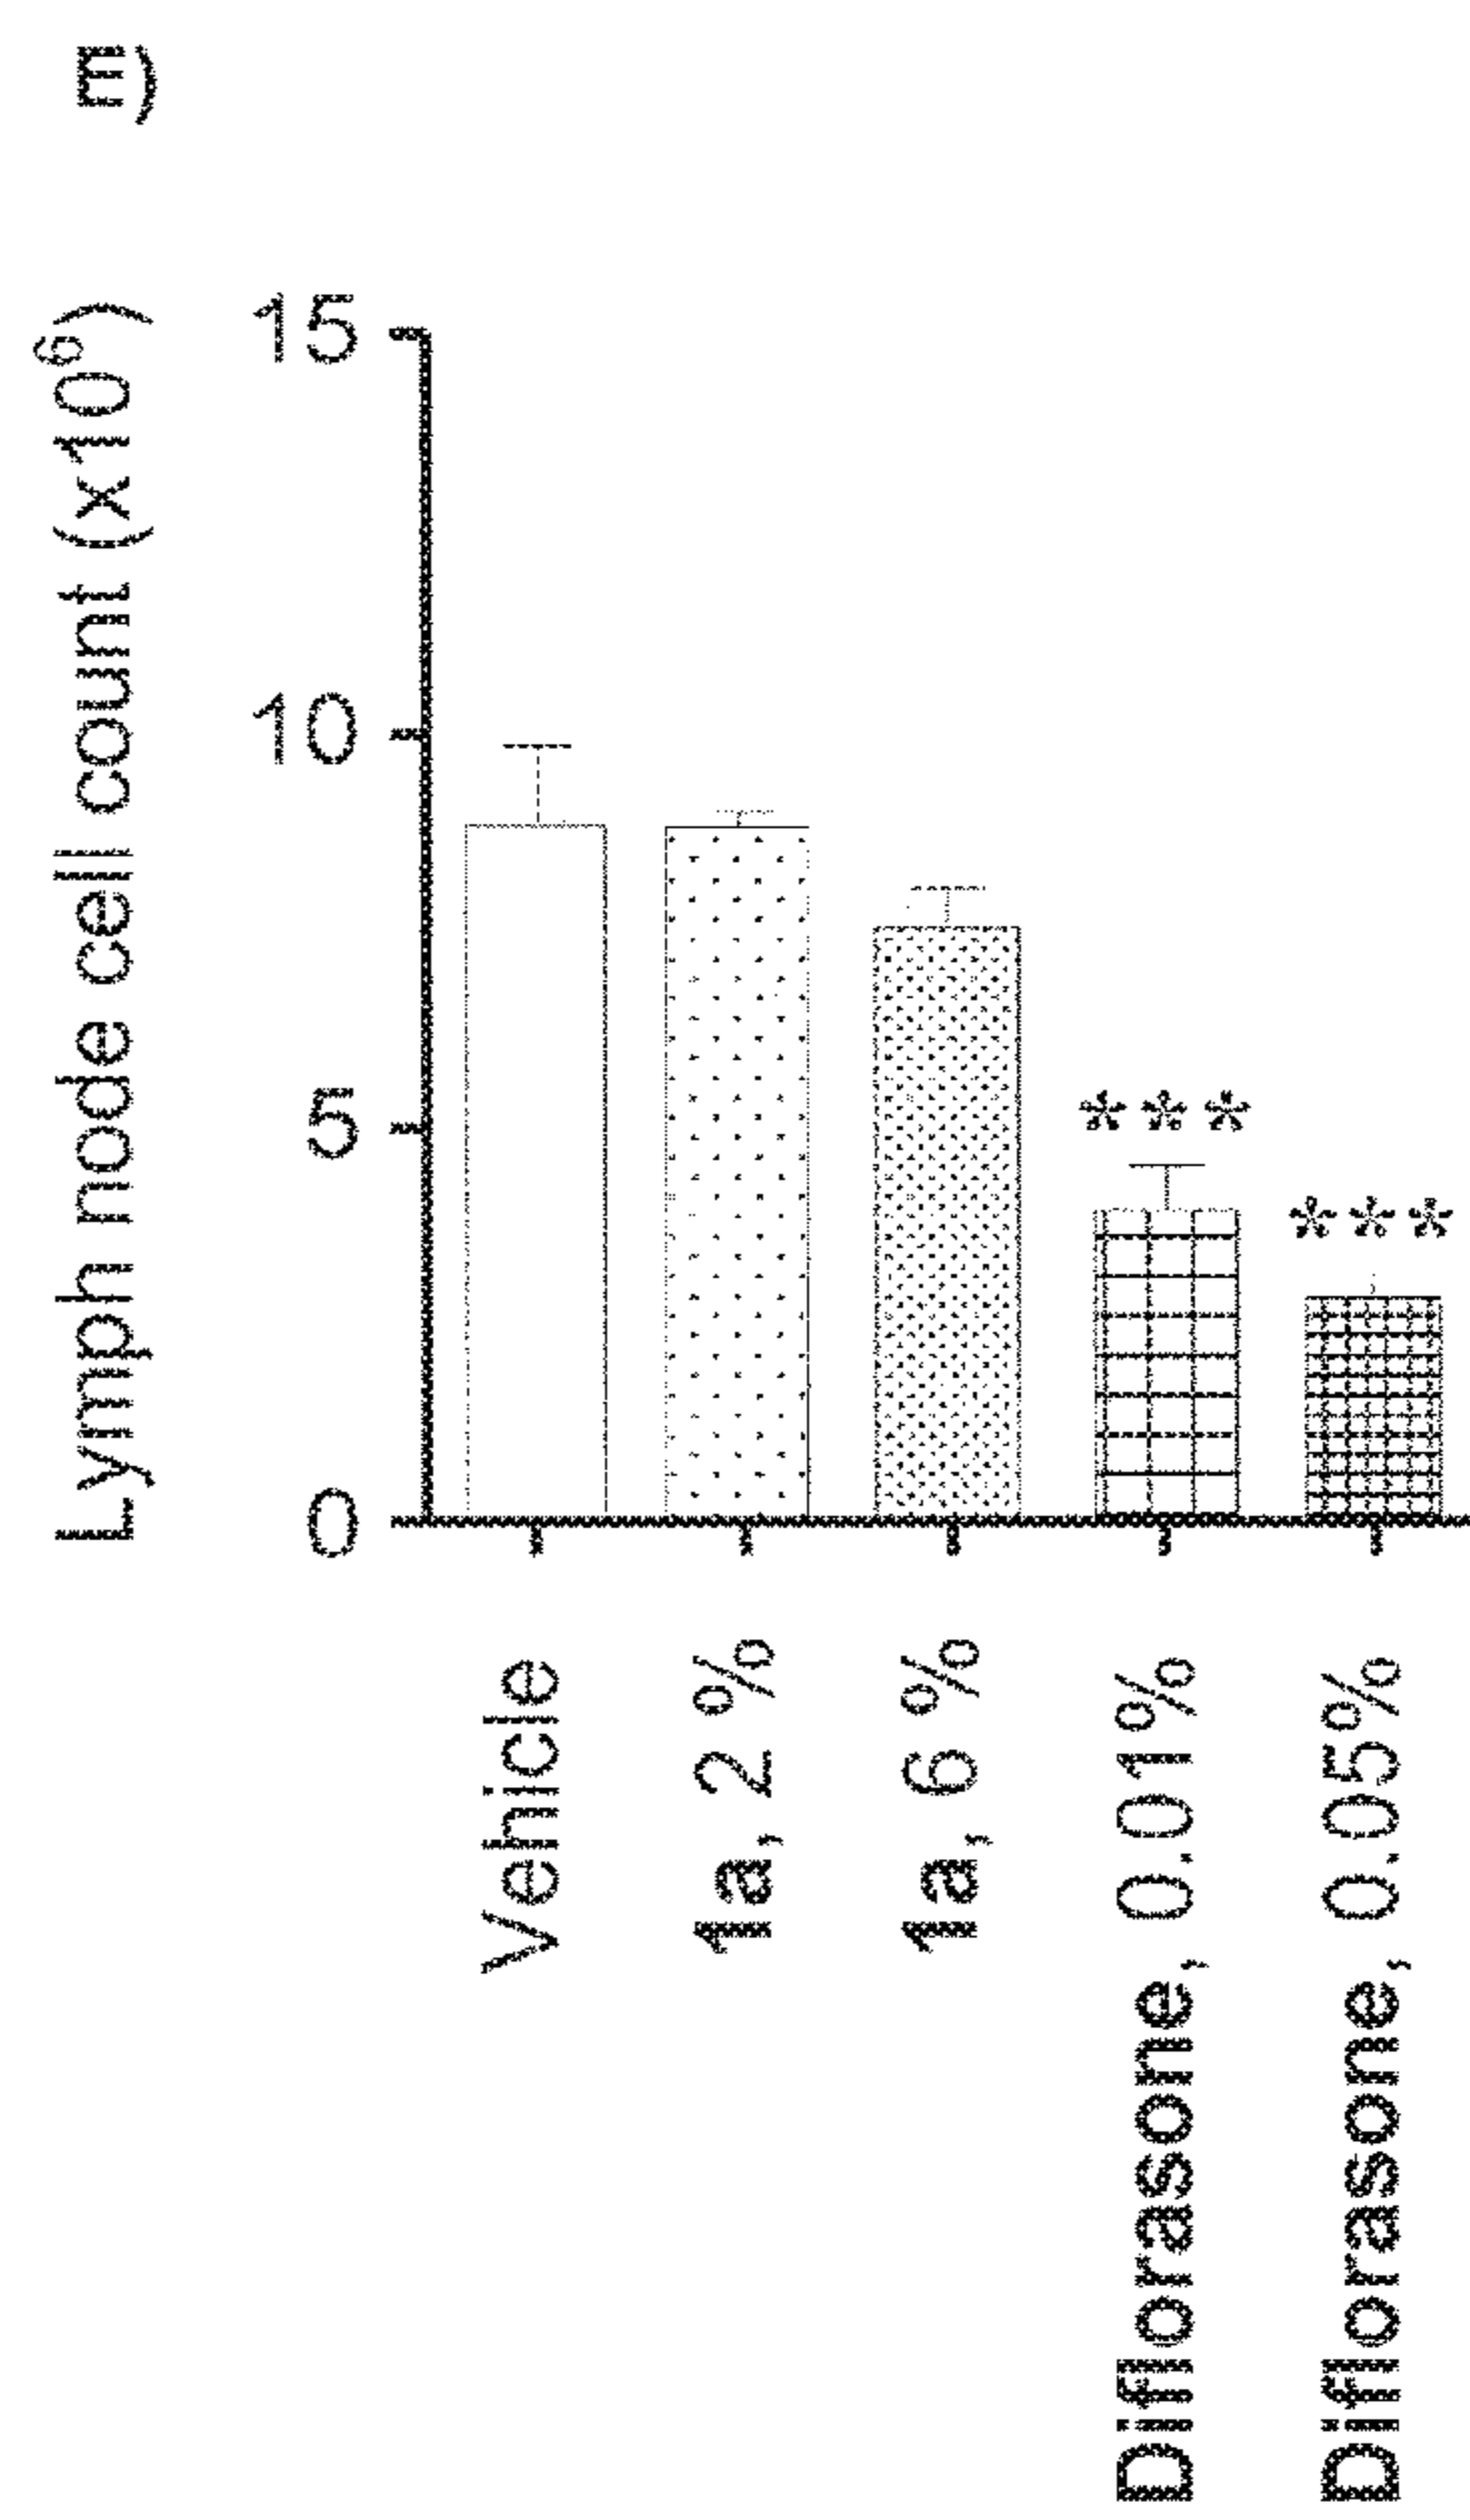 E)
Lymph node cell count (x10⁶)
15
10
5
0
***
***
Vehicle
1a, 2 %
1a, 6 %
Diflorasone, 0.01%
Diflorasone, 0.05%